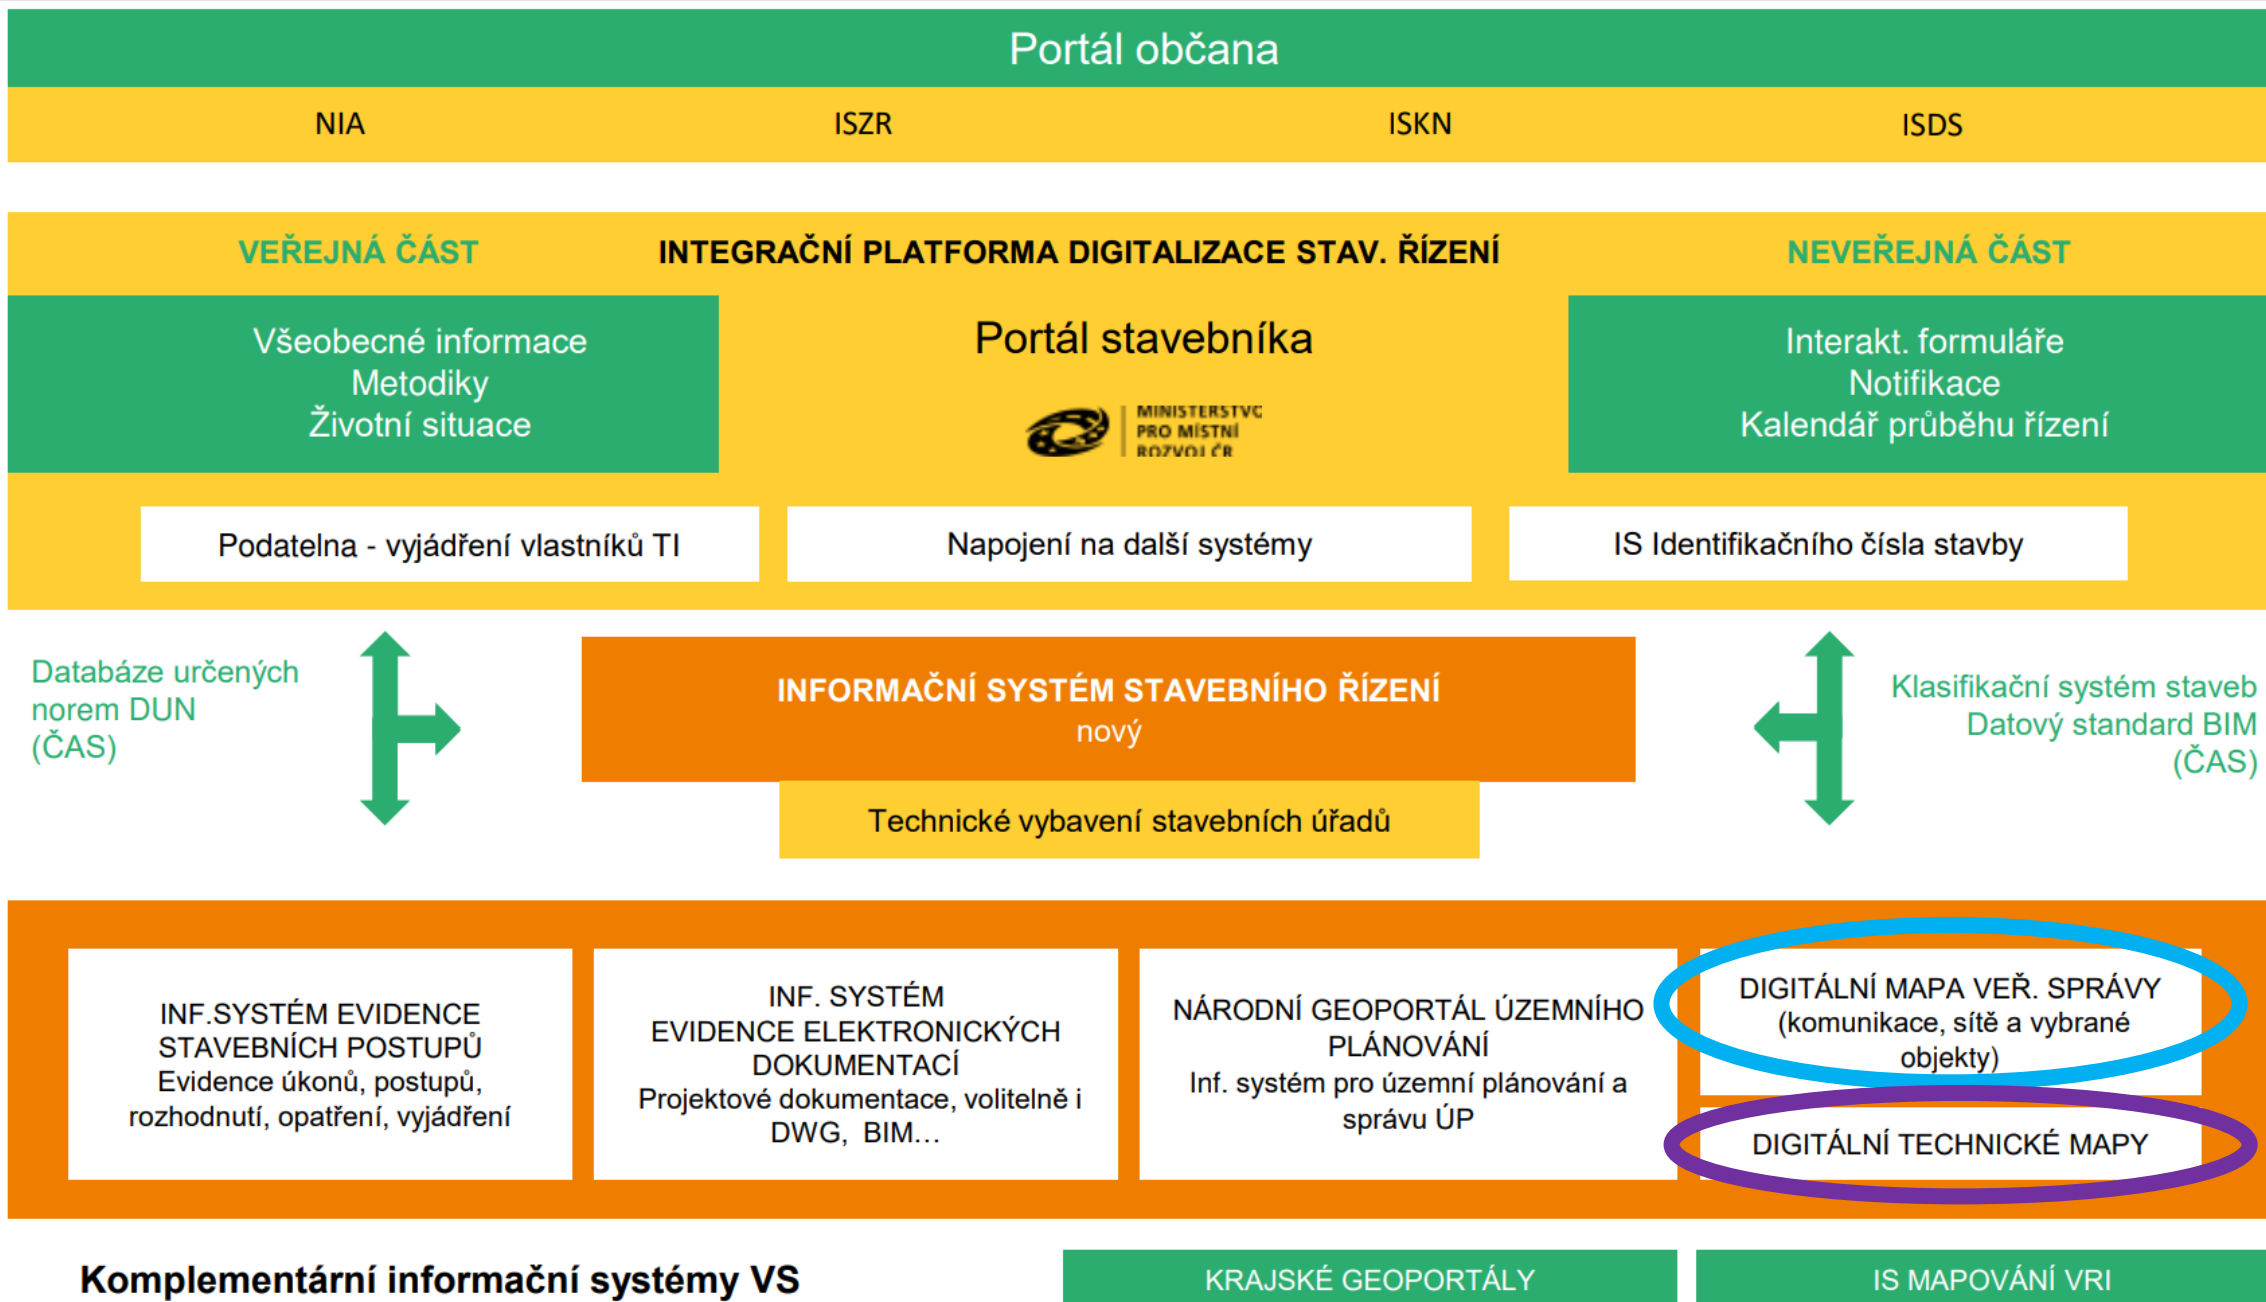 Portál občana
NIA
ISZR
ISKN
ISDS
VEŘEJNÁ ČÁST
INTEGRAČNÍ PLATFORMA DIGITALIZACE STAV. ŘÍZENÍ
NEVEŘEJNÁ ČÁST
Všeobecné informace
Metodiky
Životní situace
Portál stavebníka
MINISTERSTVO
PRO MÍSTNÍ
ROZVOJ ČR
Interakt. formuláře
Notifikace
Kalendář průběhu řízení
Podatelna - vyjádření vlastníků TI
Napojení na další systémy
IS Identifikačního čísla stavby
Databáze určených
norem DUN
(ČAS)
INFORMAČNÍ SYSTÉM STAVEBNÍHO ŘÍZENÍ
nový
Technické vybavení stavebních úřadů
Klasifikační systém staveb
Datový standard BIM
(ČAS)
INF.SYSTÉM EVIDENCE
STAVEBNÍCH POSTUPŮ
Evidence úkonů, postupů,
rozhodnutí, opatření, vyjádření
INF. SYSTÉM
EVIDENCE ELEKTRONICKÝCH
DOKUMENTACÍ
Projektové dokumentace, volitelně i
DWG, BIM…
NÁRODNÍ GEOPORTÁL ÚZEMNÍHO
PLÁNOVÁNÍ
Inf. systém pro územní plánování a
správu ÚP
DIGITÁLNÍ MAPA VEŘ. SPRÁVY
(komunikace, sítě a vybrané
objekty)
DIGITÁLNÍ TECHNICKÉ MAPY
Komplementární informační systémy VS
KRAJSKÉ GEOPORTÁLY
IS MAPOVÁNÍ VRI